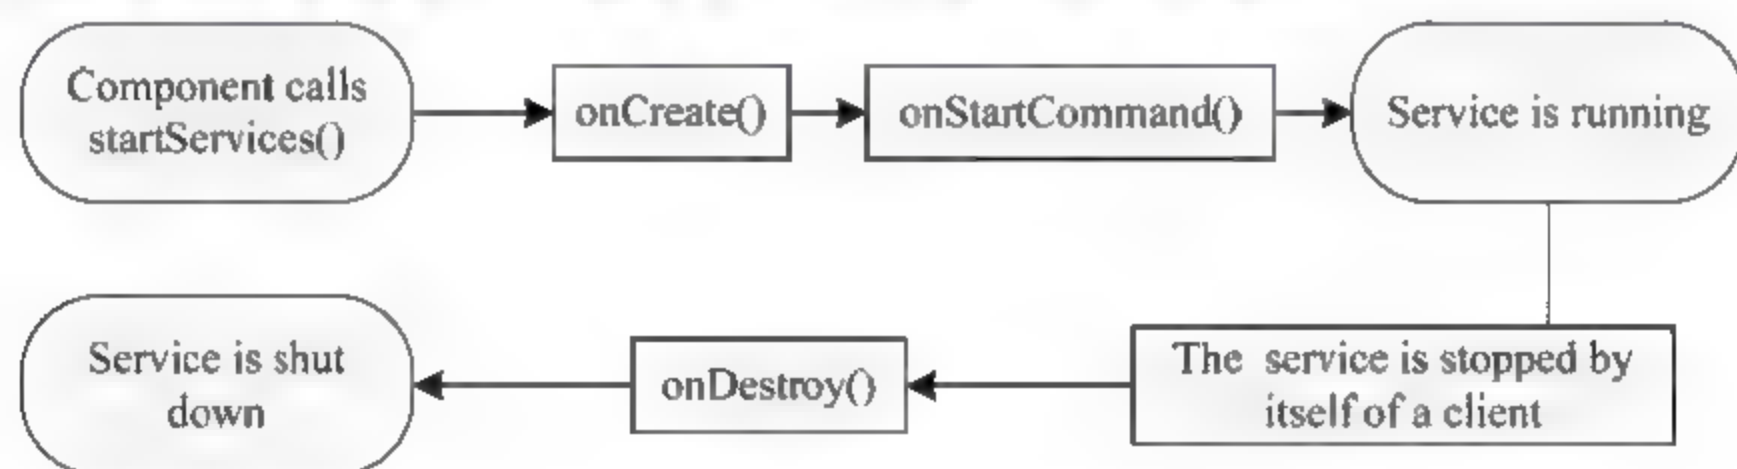 Component calls
startServices()
onCreate()
onStartCommand()
Service is running
The service is stopped by
itself of a client
onDestroy()
Service is shut
down